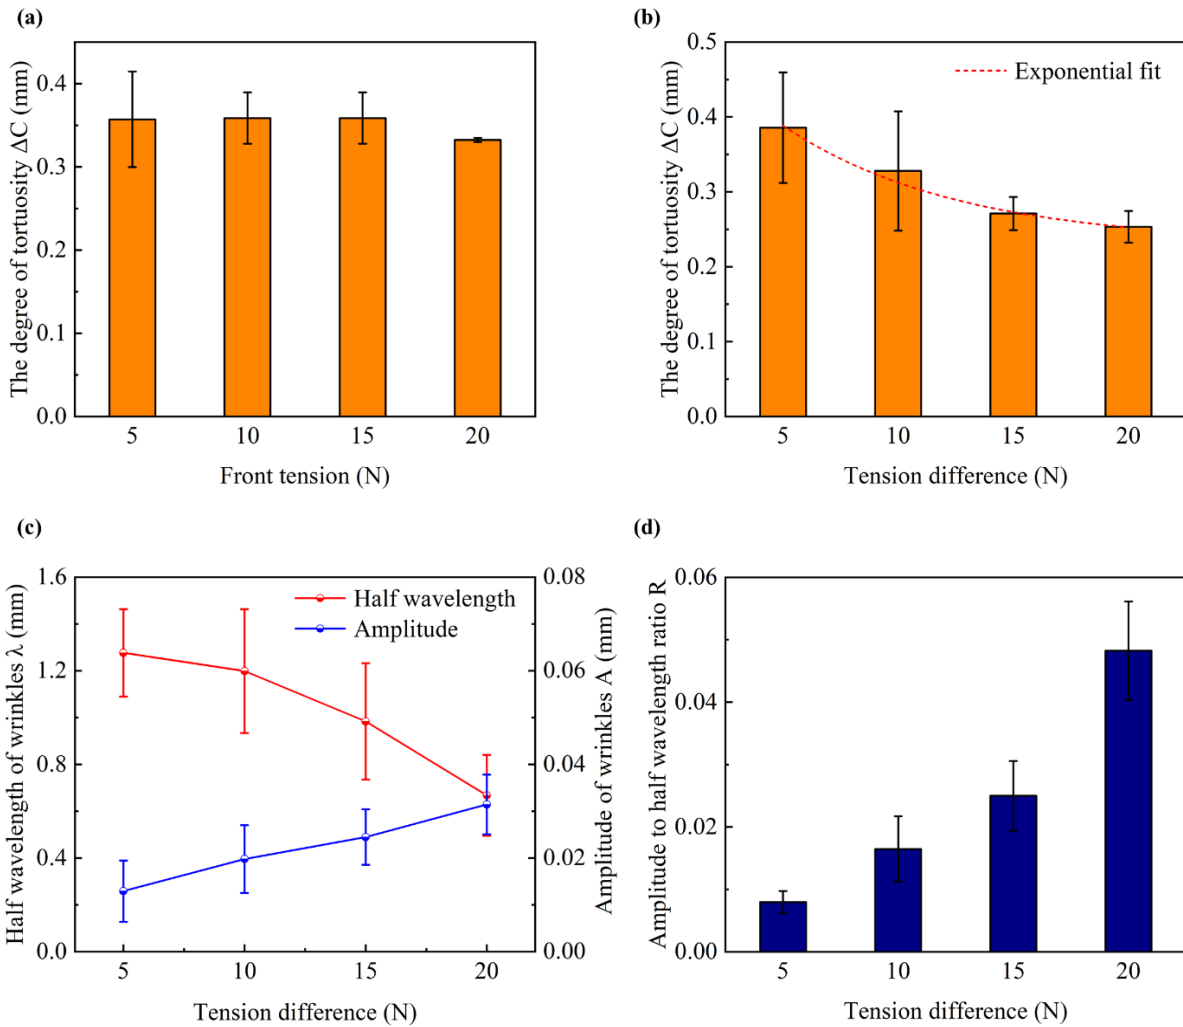 (a)
The degree of tortuosity ΔC (mm)
0.4
0.3
0.2
0.1
0.0
5 10 15 20
Front tension (N)
(b)
The degree of tortuosity ΔC (mm)
0.5
0.4
0.3
0.2
0.1
0.0
Exponential fit
5 10 15 20
Tension difference (N)
(c)
Half wavelength of wrinkles λ (mm)
1.6
1.2
0.8
0.4
0.0
Half wavelength
Amplitude
0.08
0.06
0.04
0.02
0.00
Amplitude of wrinkles A (mm)
5 10 15 20
Tension difference (N)
(d)
Amplitude to half wavelength ratio R
0.06
0.04
0.02
0.00
5 10 15 20
Tension difference (N)